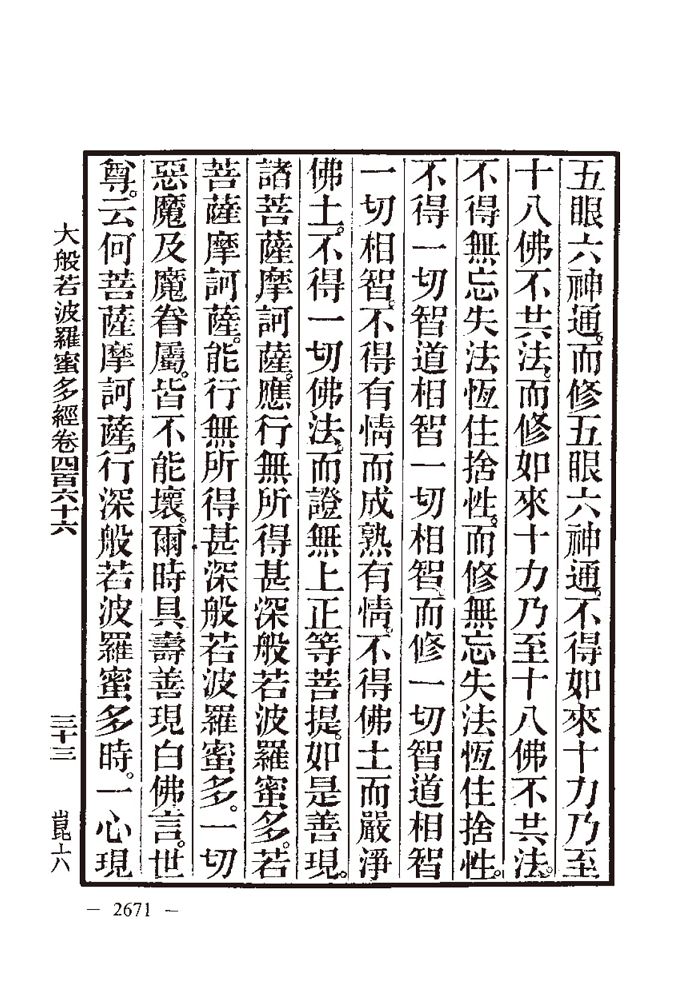 五眼六神通。而修五眼六神通。不得如來十力乃至
十八佛不共法。而修如來十力乃至十八佛不共法。
不得無忘失法恆住捨性。而修無忘失法恆住捨性。
不得一切智道相智一切相智。而修一切智道相智
一切相智。不得有情而成熟有情。不得佛土而嚴淨
佛土。不得一切佛法。而證無上正等菩提。如是善現。
諸菩薩摩訶薩。應行無所得甚深般若波羅蜜多。若
菩薩摩訶薩。能行無所得甚深般若波羅蜜多。一切
惡魔及魔眷屬。皆不能壞。爾時具壽善現白佛言。世
尊。云何菩薩摩訶薩。行深般若波羅蜜多時。一心現
大般若波羅蜜多經卷四百六十六 三十三 崑六
— 2671 —